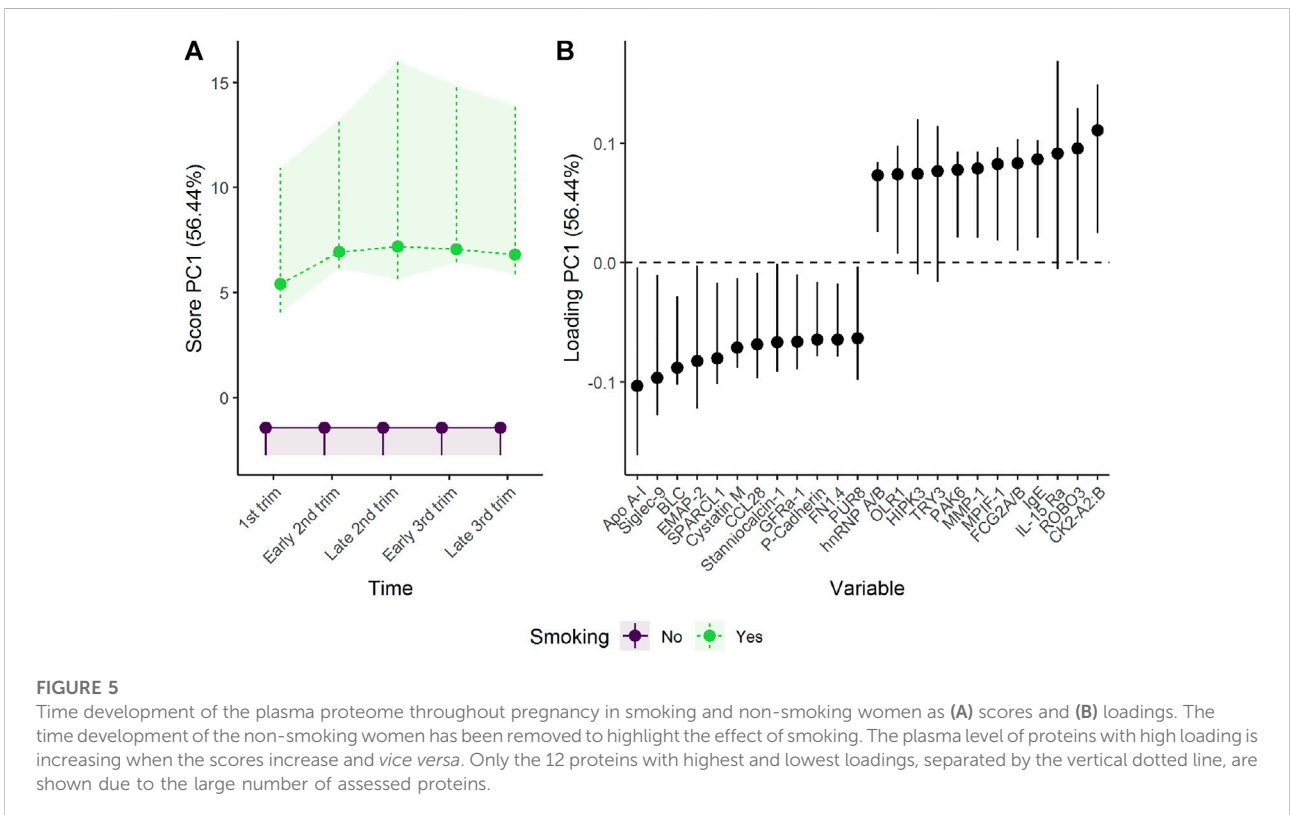 A
B
Score PC1 (56.44%)
15
10
5
0
1st trim
Early 2nd trim
Late 2nd trim
Early 3rd trim
Late 3rd trim
Time
Loading PC1 (56.44%)
0.1
0.0
-0.1
Apo A-I
Siglec-9
BLC
EMAP-2
SPARCL1
Cystatin M
CCL28
Stanniocalcin-1
GFRa-1
P-Cadherin
FN1.4
PUR8
hnRNP A/B
OLR1
HIPK3
TRY3
PAK6
MMP-1
MPIF-1
FCG2A/B
IgE
IL-15 Ra
ROBO3
CK2-A2:B
Variable
Smoking No Yes
FIGURE 5
Time development of the plasma proteome throughout pregnancy in smoking and non-smoking women as (A) scores and (B) loadings. The
time development of the non-smoking women has been removed to highlight the effect of smoking. The plasma level of proteins with high loading is
increasing when the scores increase and vice versa. Only the 12 proteins with highest and lowest loadings, separated by the vertical dotted line, are
shown due to the large number of assessed proteins.